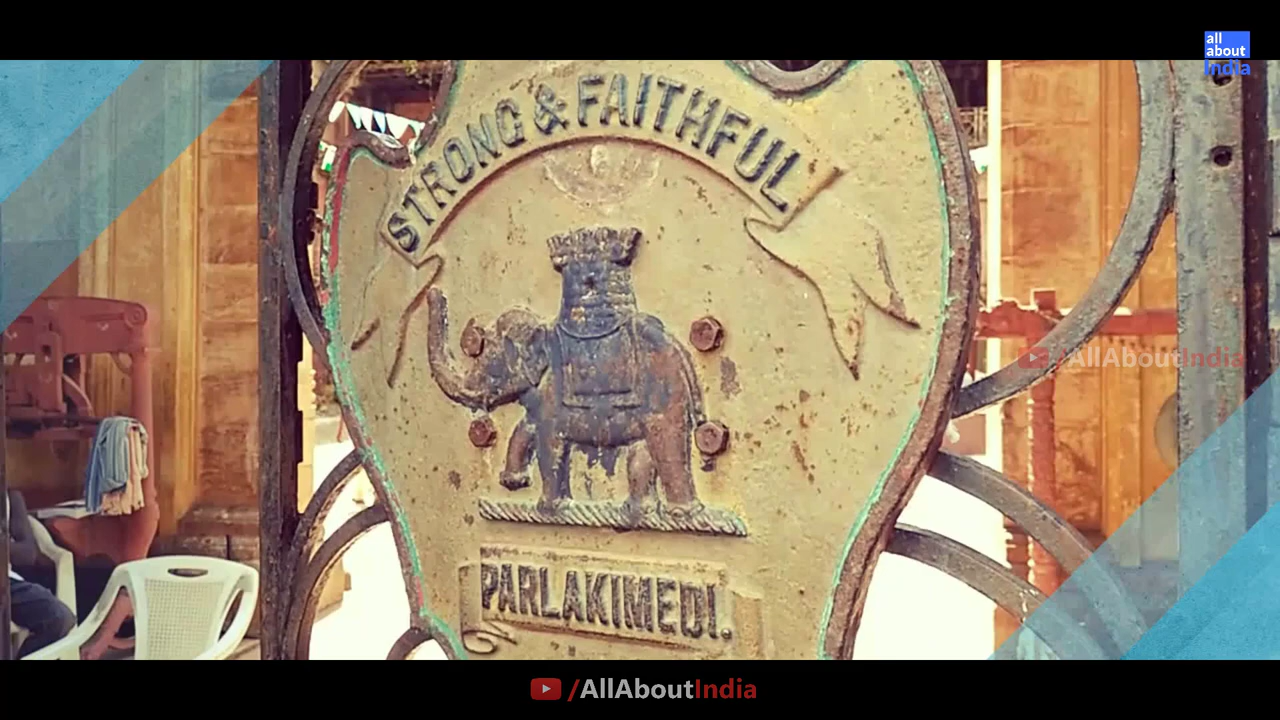 all
about
India
STRONG & FAITHFUL
/AllAboutIndia
PARLAKIMEDI.
/AllAboutIndia